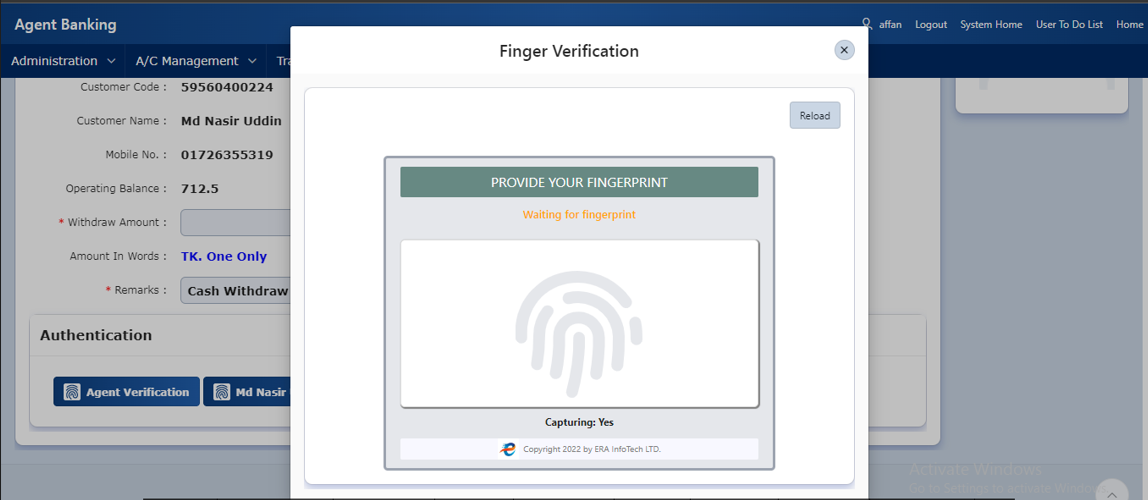 Agent Banking
affan Logout System Home User To Do List Home
Administration A/C Management Tra
Finger Verification
Reload
Customer Code : 59560400224
Customer Name : Md Nasir Uddin
Mobile No. : 01726355319
Operating Balance : 712.5
* Withdraw Amount :
Amount In Words : TK. One Only
* Remarks : Cash Withdraw
Authentication
Agent Verification Md Nasir
PROVIDE YOUR FINGERPRINT
Waiting for fingerprint
Capturing: Yes
Copyright 2022 by ERA InfoTech LTD.
Activate Windows
Go to Settings to activate Windows